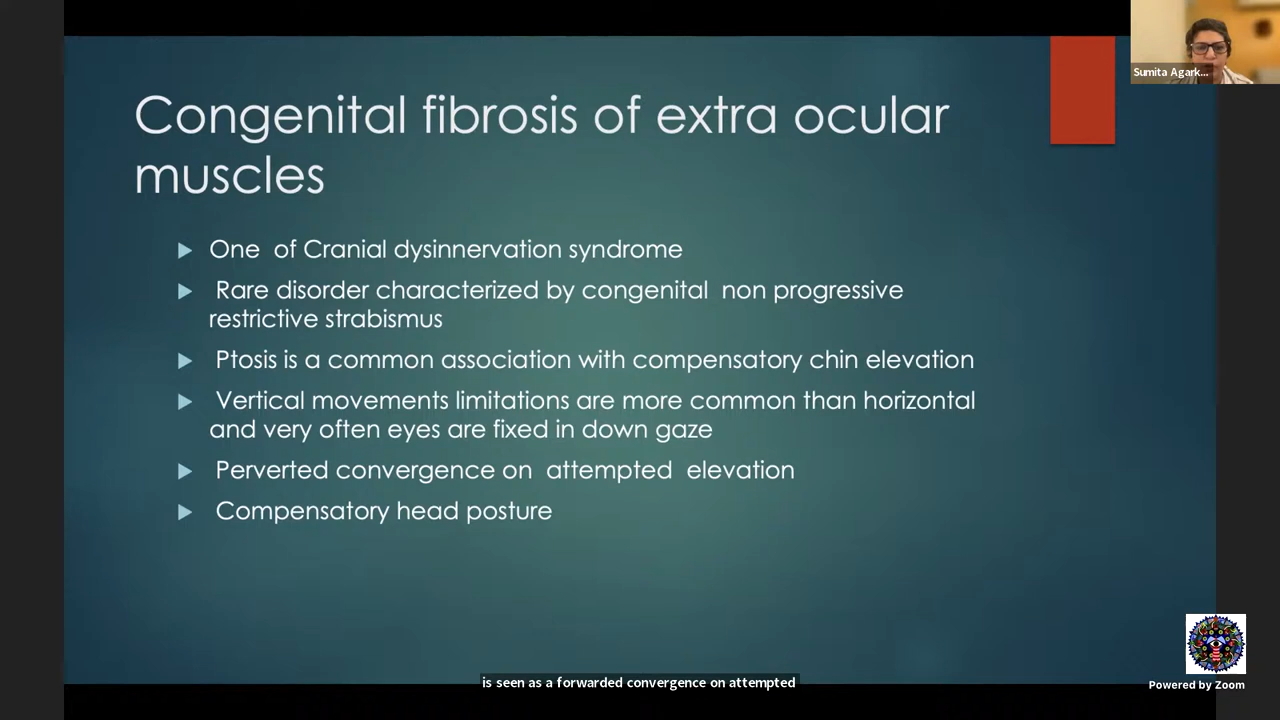 Sumita Agark...
Congenital fibrosis of extra ocular
muscles
One of Cranial dysinnervation syndrome
Rare disorder characterized by congenital non progressive
restrictive strabismus
Ptosis is a common association with compensatory chin elevation
Vertical movements limitations are more common than horizontal
and very often eyes are fixed in down gaze
Perverted convergence on attempted elevation
Compensatory head posture
is seen as a forwarded convergence on attempted
Powered by Zoom